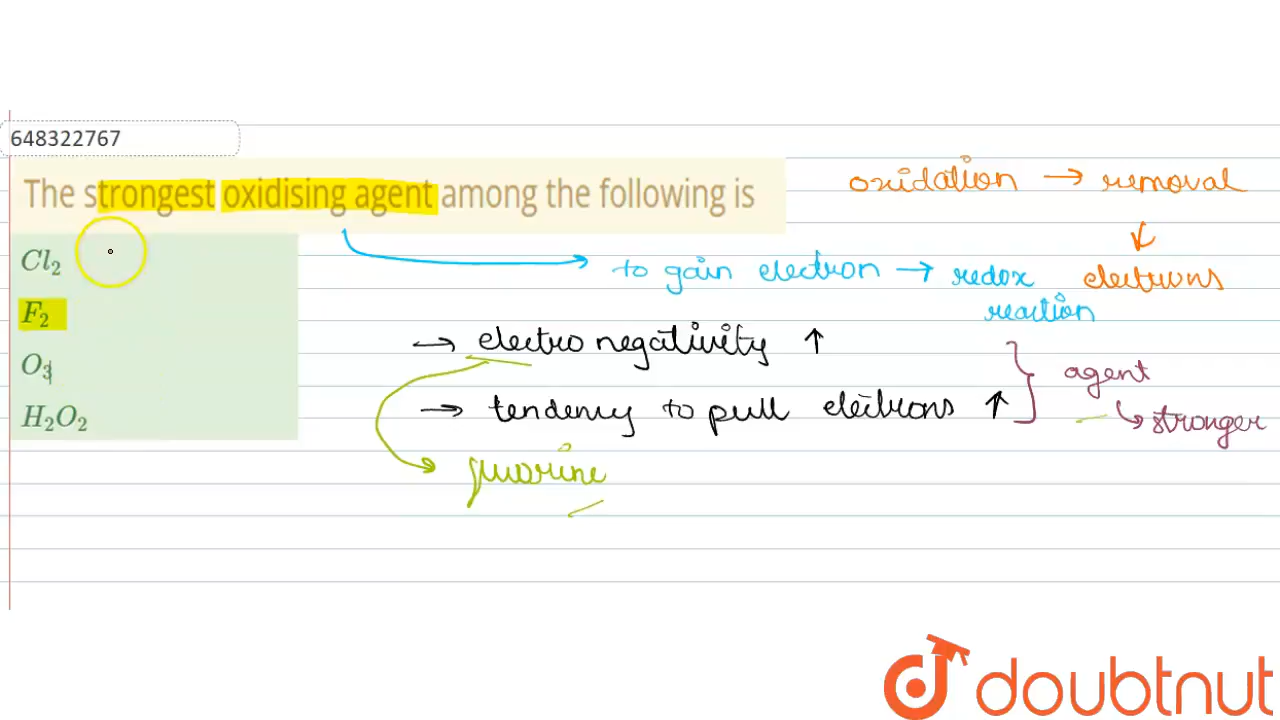 648322767
The strongest oxidising agent among the following is
Cl₂
F₂
O₃
H₂O₂
oxidation → removal
↓
electrons
to gain electron → redox
reaction
→ electronegativity ↑
→ tendency to pull electrons ↑
agent
↳ stronger
fluorine
doubtnut